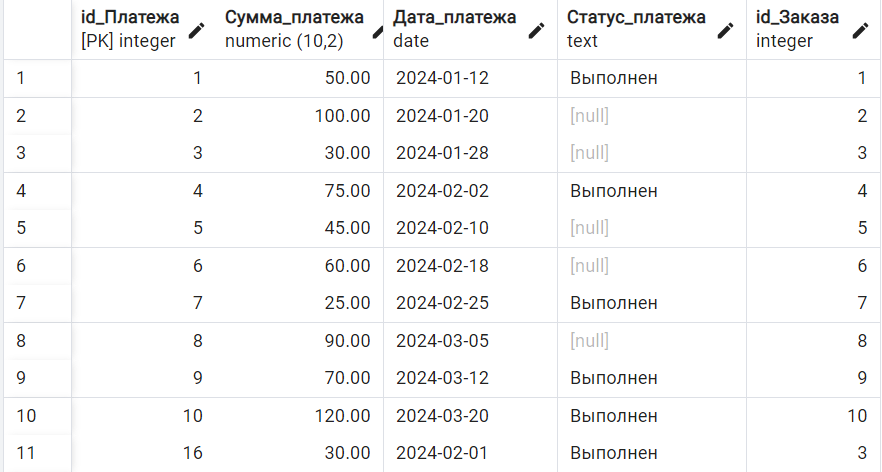 id_Платежа Сумма_платежа Дата_платежа Статус_платежа id_Заказа
[PK] integer numeric (10,2) date text integer
1 1 50.00 2024-01-12 Выполнен 1
2 2 100.00 2024-01-20 [null] 2
3 3 30.00 2024-01-28 [null] 3
4 4 75.00 2024-02-02 Выполнен 4
5 5 45.00 2024-02-10 [null] 5
6 6 60.00 2024-02-18 [null] 6
7 7 25.00 2024-02-25 Выполнен 7
8 8 90.00 2024-03-05 [null] 8
9 9 70.00 2024-03-12 Выполнен 9
10 10 120.00 2024-03-20 Выполнен 10
11 16 30.00 2024-02-01 Выполнен 3